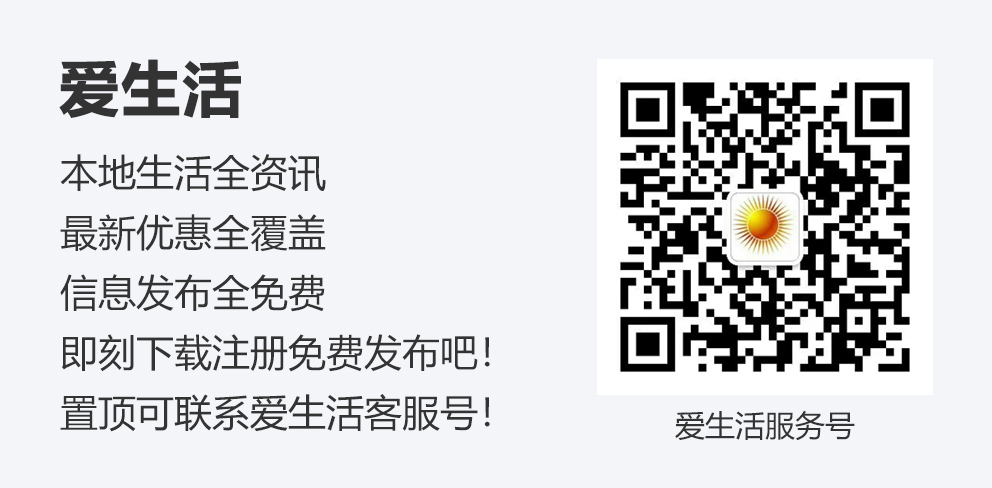 爱生活
本地生活全资讯
最新优惠全覆盖
信息发布全免费
即刻下载注册免费发布吧！
置顶可联系爱生活客服号！
爱生活服务号